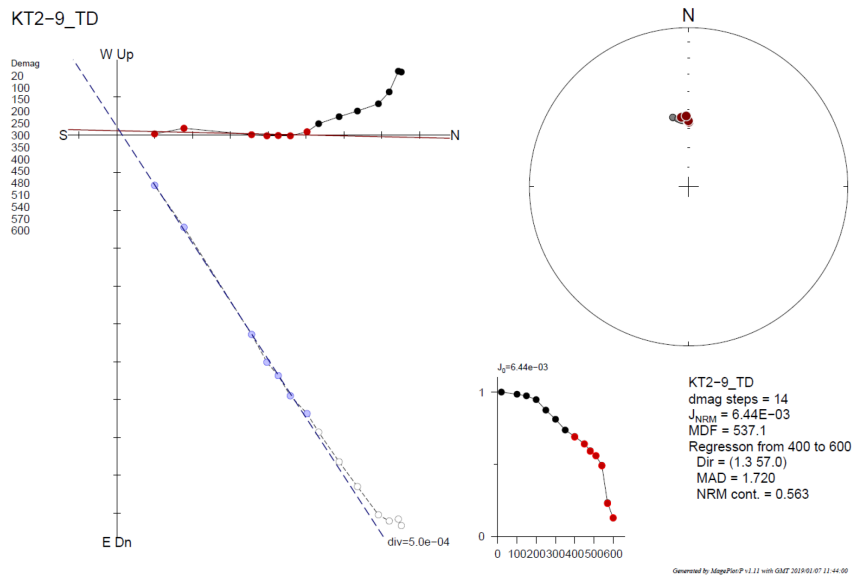 KT2-9_TD
Demag
20
100
150
200
250
300
350
400
450
480
510
540
570
600
W Up
S
N
E Dn
div=5.0e-04
N
J0=6.44e-03
1
0
0 100 200 300 400 500 600
KT2-9_TD
dmag steps = 14
JNRM = 6.44E-03
MDF = 537.1
Regresson from 400 to 600
Dir = (1.3 57.0)
MAD = 1.720
NRM cont. = 0.563
Generated by MagePlot/P v1.11 with GMT 2019/01/07 11:44:00